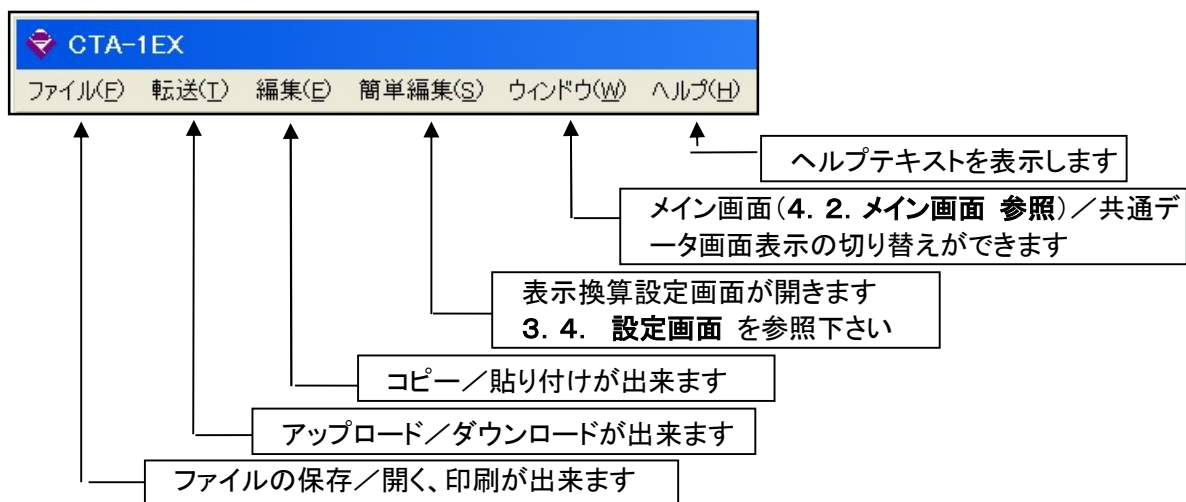 CTA-1EX
ファイル(F) 転送(T) 編集(E) 簡単編集(S) ウィンドウ(W) ヘルプ(H)
ヘルプテキストを表示します
メイン画面(4．2．メイン画面 参照)／共通デ
ータ画面表示の切り替えができます
表示換算設定画面が開きます
3．4． 設定画面 を参照下さい
コピー／貼り付けが出来ます
アップロード／ダウンロードが出来ます
ファイルの保存／開く、印刷が出来ます